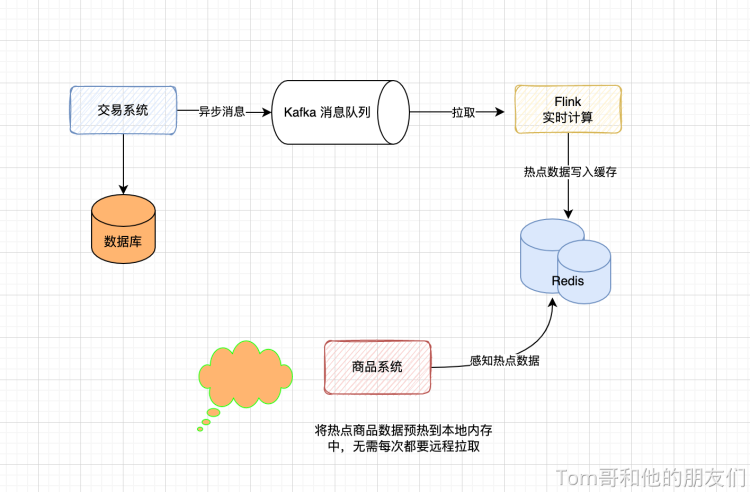 交易系统
异步消息
Kafka 消息队列
拉取
Flink
实时计算
热点数据写入缓存
数据库
Redis
商品系统
感知热点数据
将热点商品数据预热到本地内存
中，无需每次都要远程拉取
Tom哥和他的朋友们